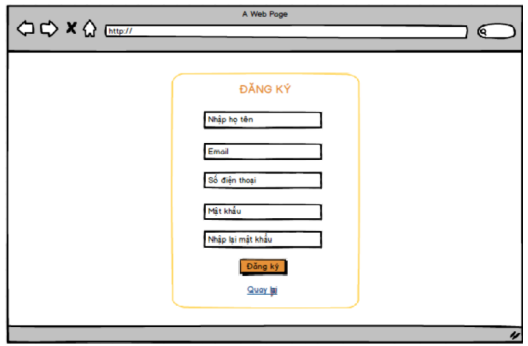 A Web Page
http://
ĐĂNG KÝ
Nhập họ tên
Email
Số điện thoại
Mật khẩu
Nhập lại mật khẩu
Đăng ký
Quay lại